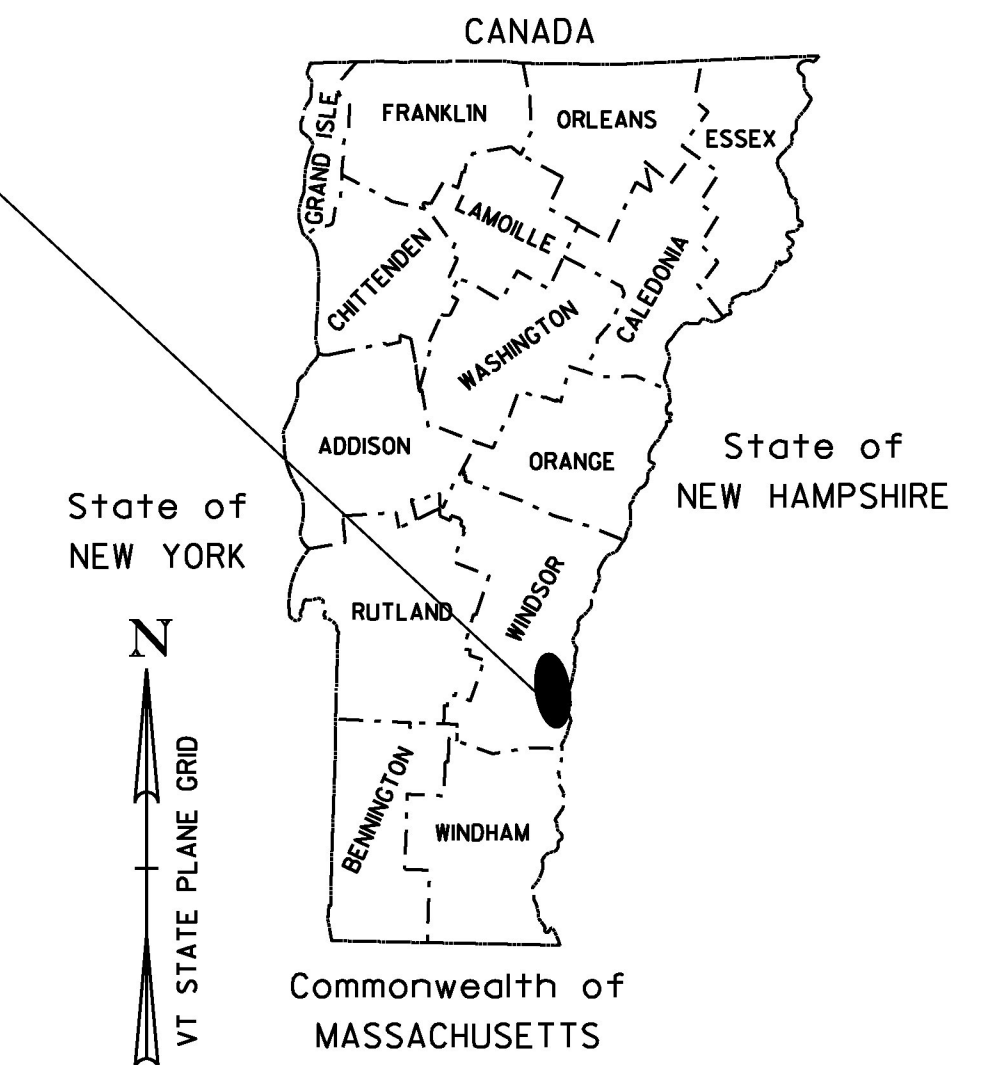 CANADA
FRANKLIN
ORLEANS
ESSEX
GRAND ISLE
LAMOILLE
CHITTENDEN
CALEDONIA
WASHINGTON
ADDISON
ORANGE
State of
NEW HAMPSHIRE
State of
NEW YORK
WINDSOR
RUTLAND
N
VT STATE PLANE GRID
BENNINGTON
WINDHAM
Commonwealth of
MASSACHUSETTS